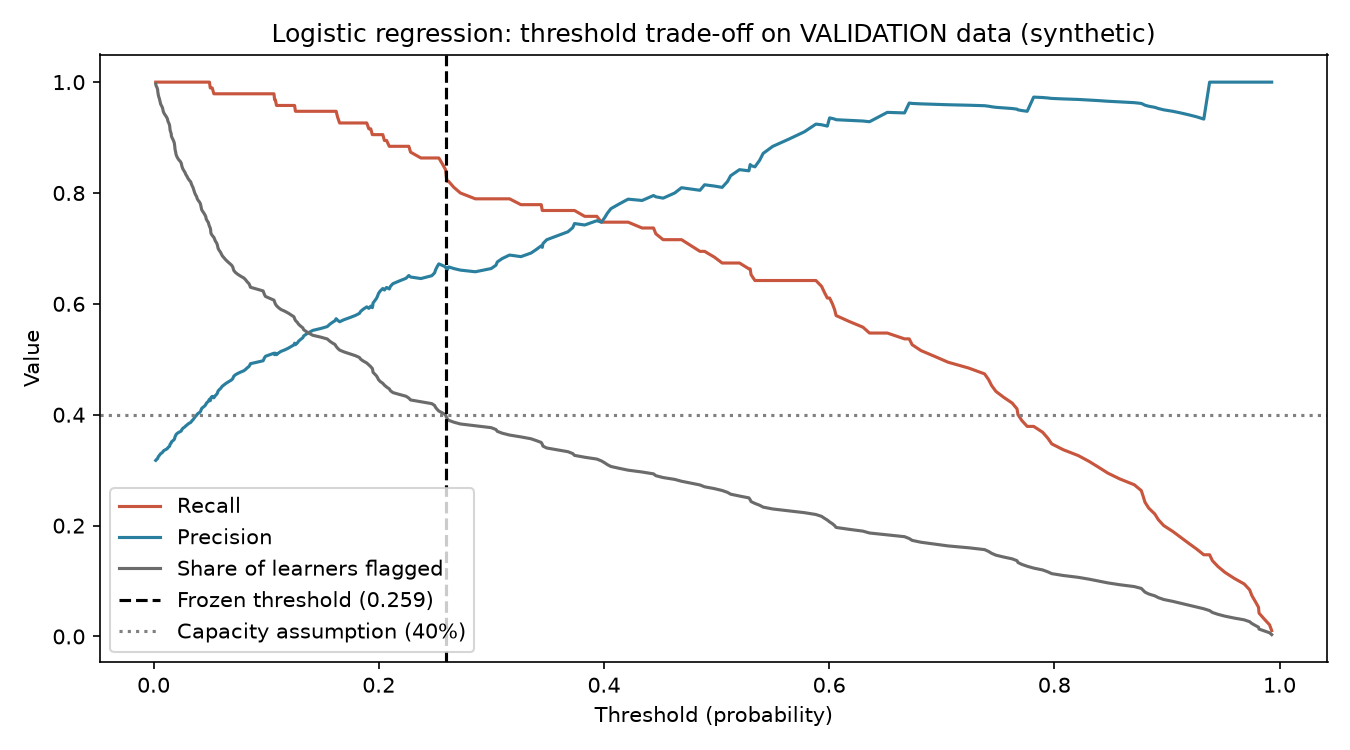 Logistic regression: threshold trade-off on VALIDATION data (synthetic)
1.0
0.8
0.6
0.4
0.2
0.0
Value
Recall
Precision
Share of learners flagged
Frozen threshold (0.259)
Capacity assumption (40%)
0.0 0.2 0.4 0.6 0.8 1.0
Threshold (probability)